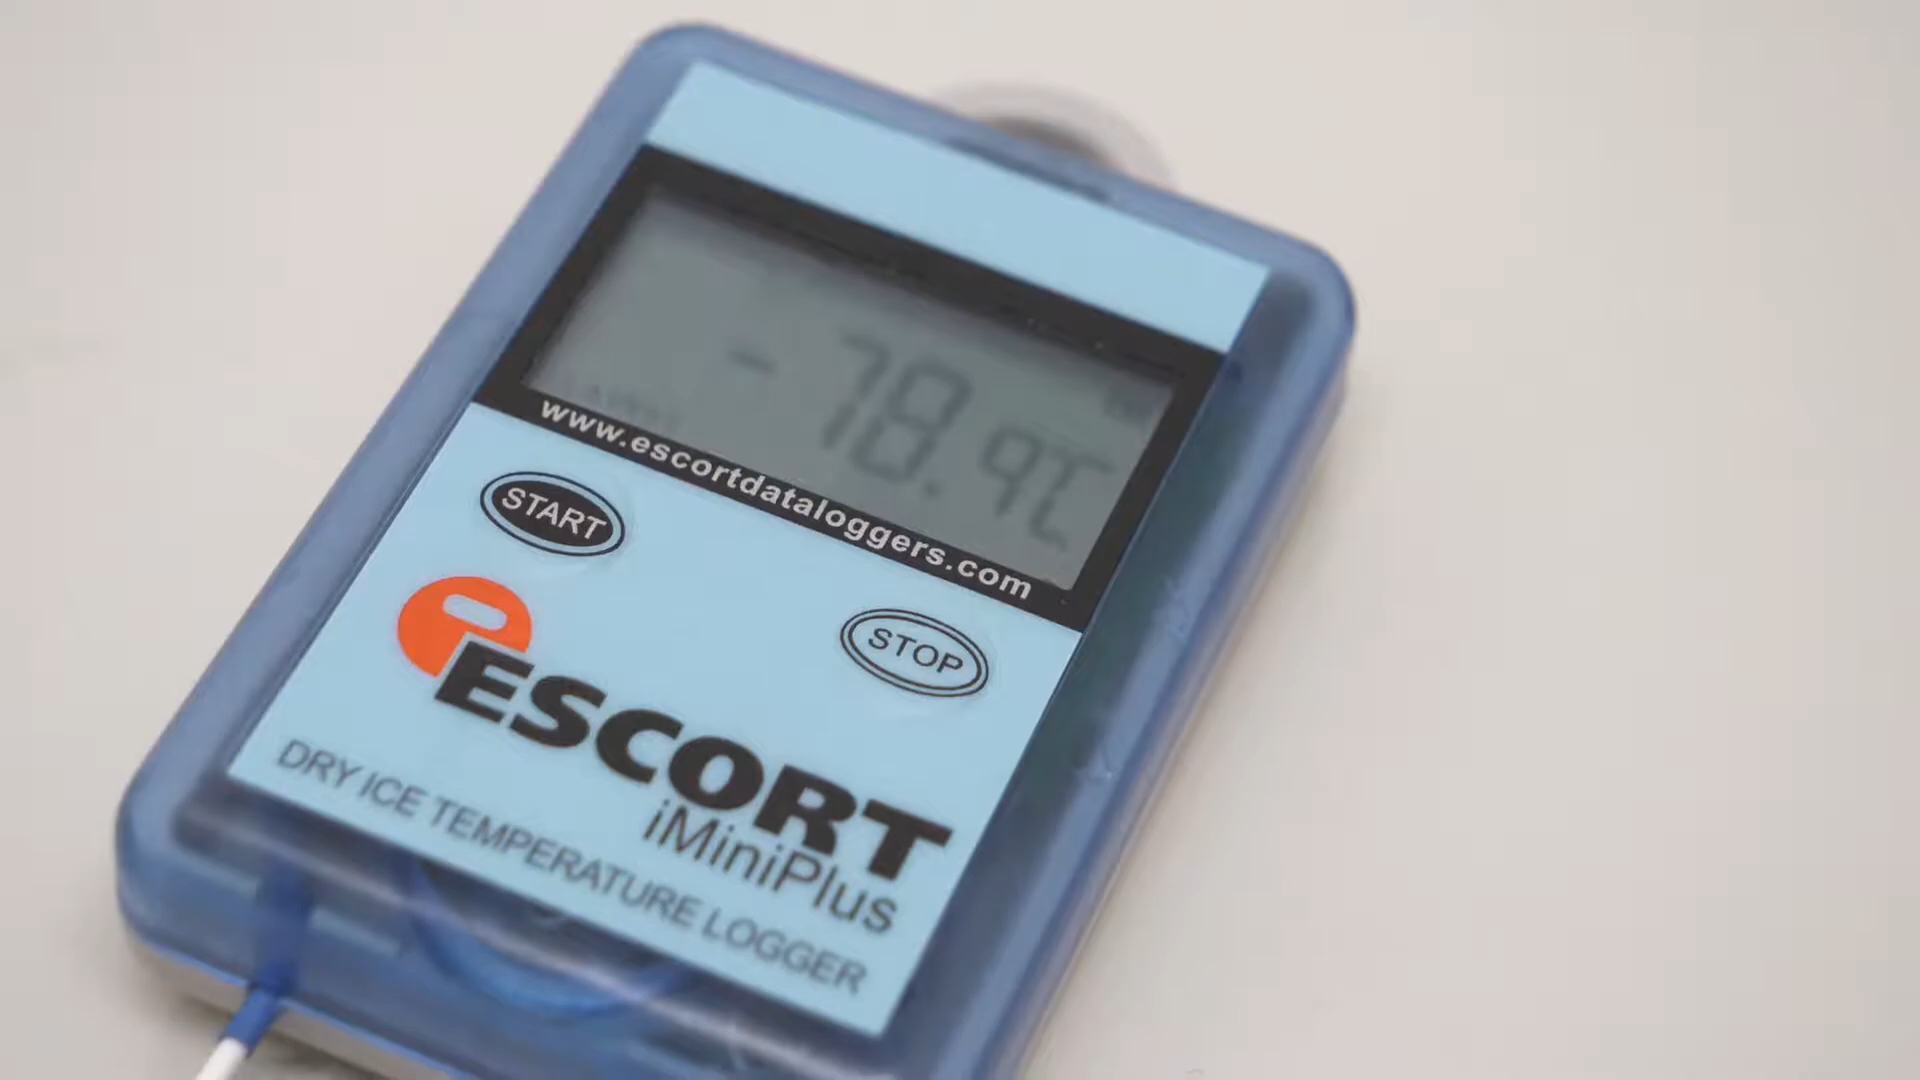 - 78.9℃
www.escortdataloggers.com
START
STOP
ESCORT
iMiniPlus
DRY ICE TEMPERATURE LOGGER